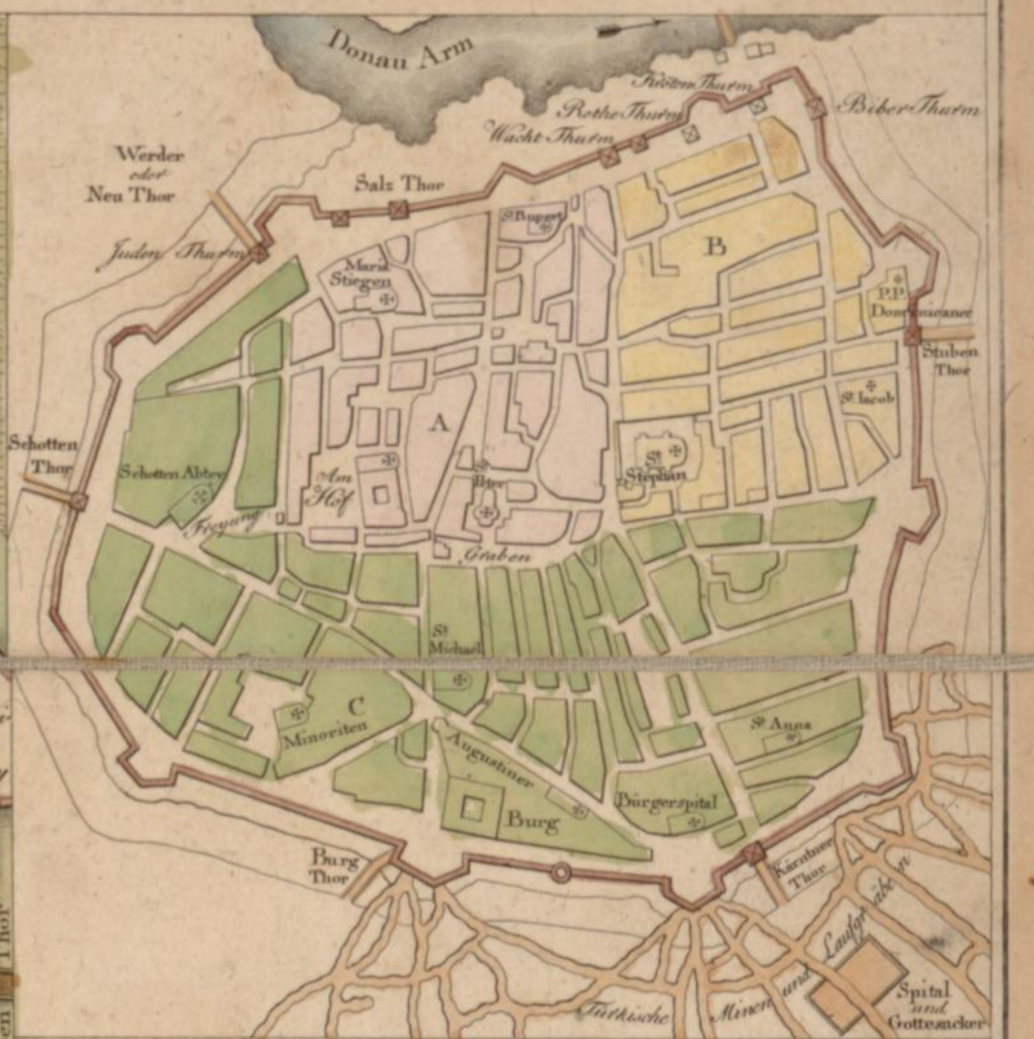 Donau Arm
Rothe Thurm
Wacht Thurm
Biber Thurm
Werder
oder
Neu Thor
Salz Thor
Juden Thurm
St. Rupert
Maria
Stiegen
B
P.P.
Dominicaner
Stuben
Thor
St. Jacob
A
Schotten
Thor
Schotten Abtey
Am
Hof
St.
Peter
St.
Stephan
Freyung
Graben
St.
Michael
C
Minoriten
Augustiner
St. Anna
Burg
Bürgerspital
Burg
Thor
Kärntner
Thor
Türkische Minen und Laufgräben
Spital
und
Gottesacker
Thor